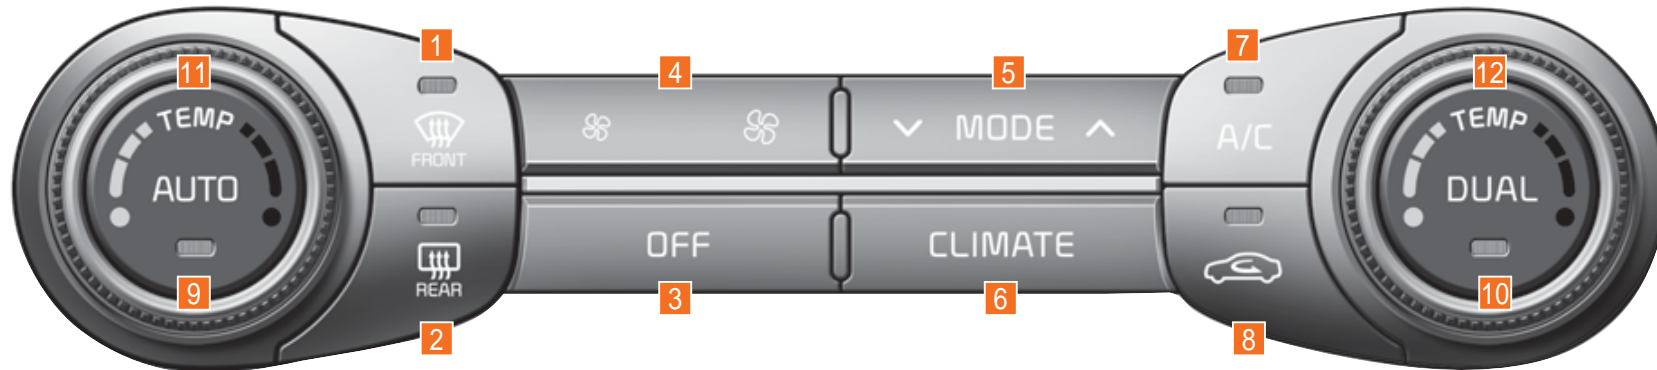 1
7
11
4
5
12
TEMP
FRONT
MODE
A/C
TEMP
AUTO
DUAL
OFF
CLIMATE
REAR
9
3
6
10
2
8